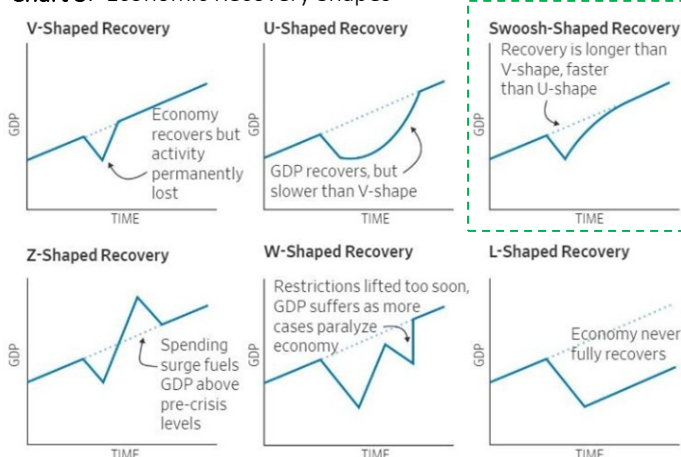 V-Shaped Recovery
GDP
Economy
recovers but
activity
permanently
lost
TIME
U-Shaped Recovery
GDP
GDP recovers, but
slower than V-shape
TIME
Swoosh-Shaped Recovery
Recovery is longer than
V-shape, faster
than U-shape
GDP
TIME
Z-Shaped Recovery
GDP
Spending
surge fuels
GDP above
pre-crisis
levels
TIME
W-Shaped Recovery
Restrictions lifted too soon,
GDP suffers as more
cases paralyze
economy
GDP
TIME
L-Shaped Recovery
Economy never
fully recovers
GDP
TIME